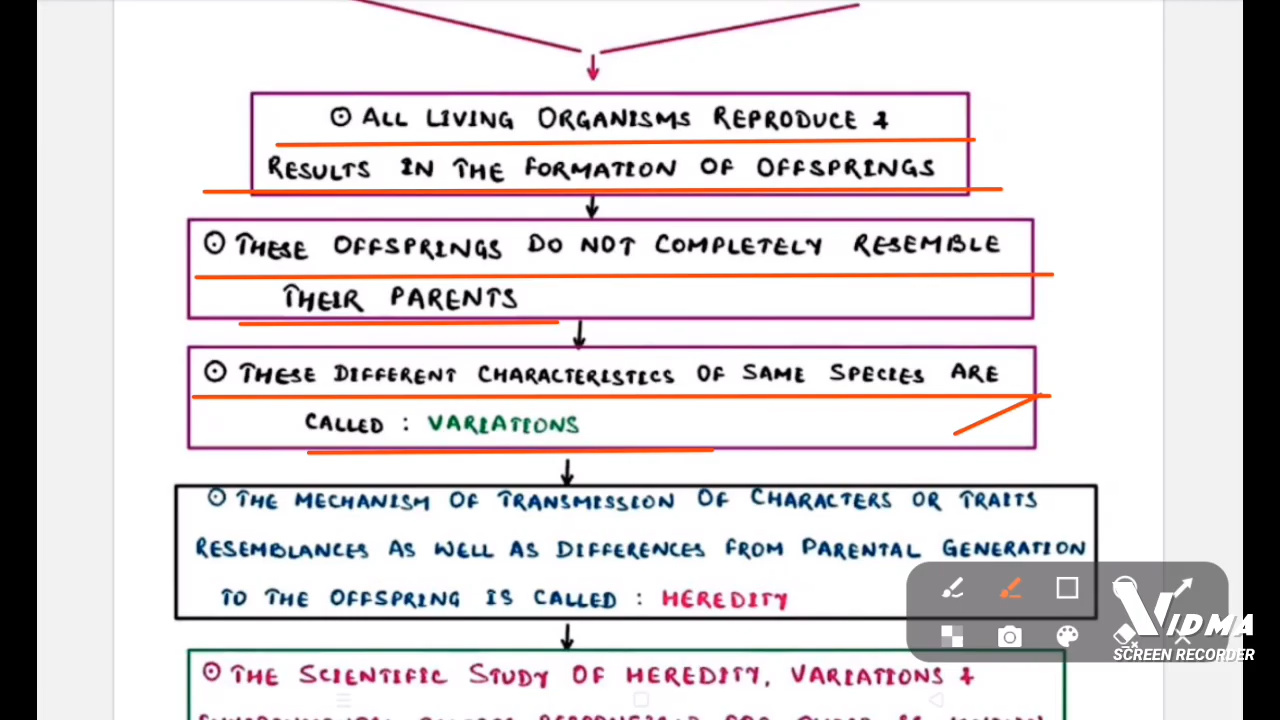 ⊙ ALL LIVING ORGANISMS REPRODUCE &
RESULTS IN THE FORMATION OF OFFSPRINGS
⊙ THESE OFFSPRINGS DO NOT COMPLETELY RESEMBLE
THEIR PARENTS
⊙ THESE DIFFERENT CHARACTERISTICS OF SAME SPECIES ARE
CALLED : VARIATIONS
⊙ THE MECHANISM OF TRANSMISSION OF CHARACTERS OR TRAITS
RESEMBLANCES AS WELL AS DIFFERENCES FROM PARENTAL GENERATION
TO THE OFFSPRING IS CALLED : HEREDITY
⊙ THE SCIENTIFIC STUDY OF HEREDITY, VARIATIONS &
VIDMA
SCREEN RECORDER